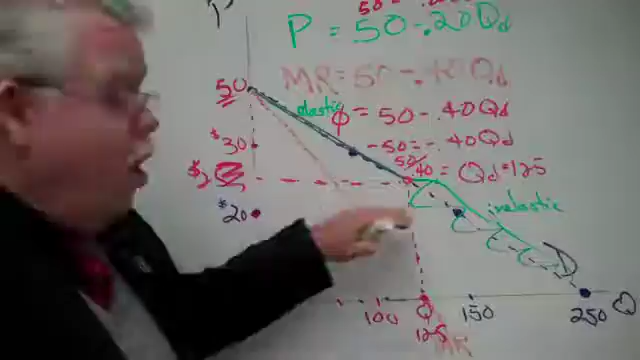 P
P = 50 - .20Qd
MR = 50 - .40Qd
50
elastic
0 = 50 - .40Qd
$30
-50 = -.40Qd
50/.40 = Qd = 125
$20
inelastic
D
100
0
150
250
Q
125
MR